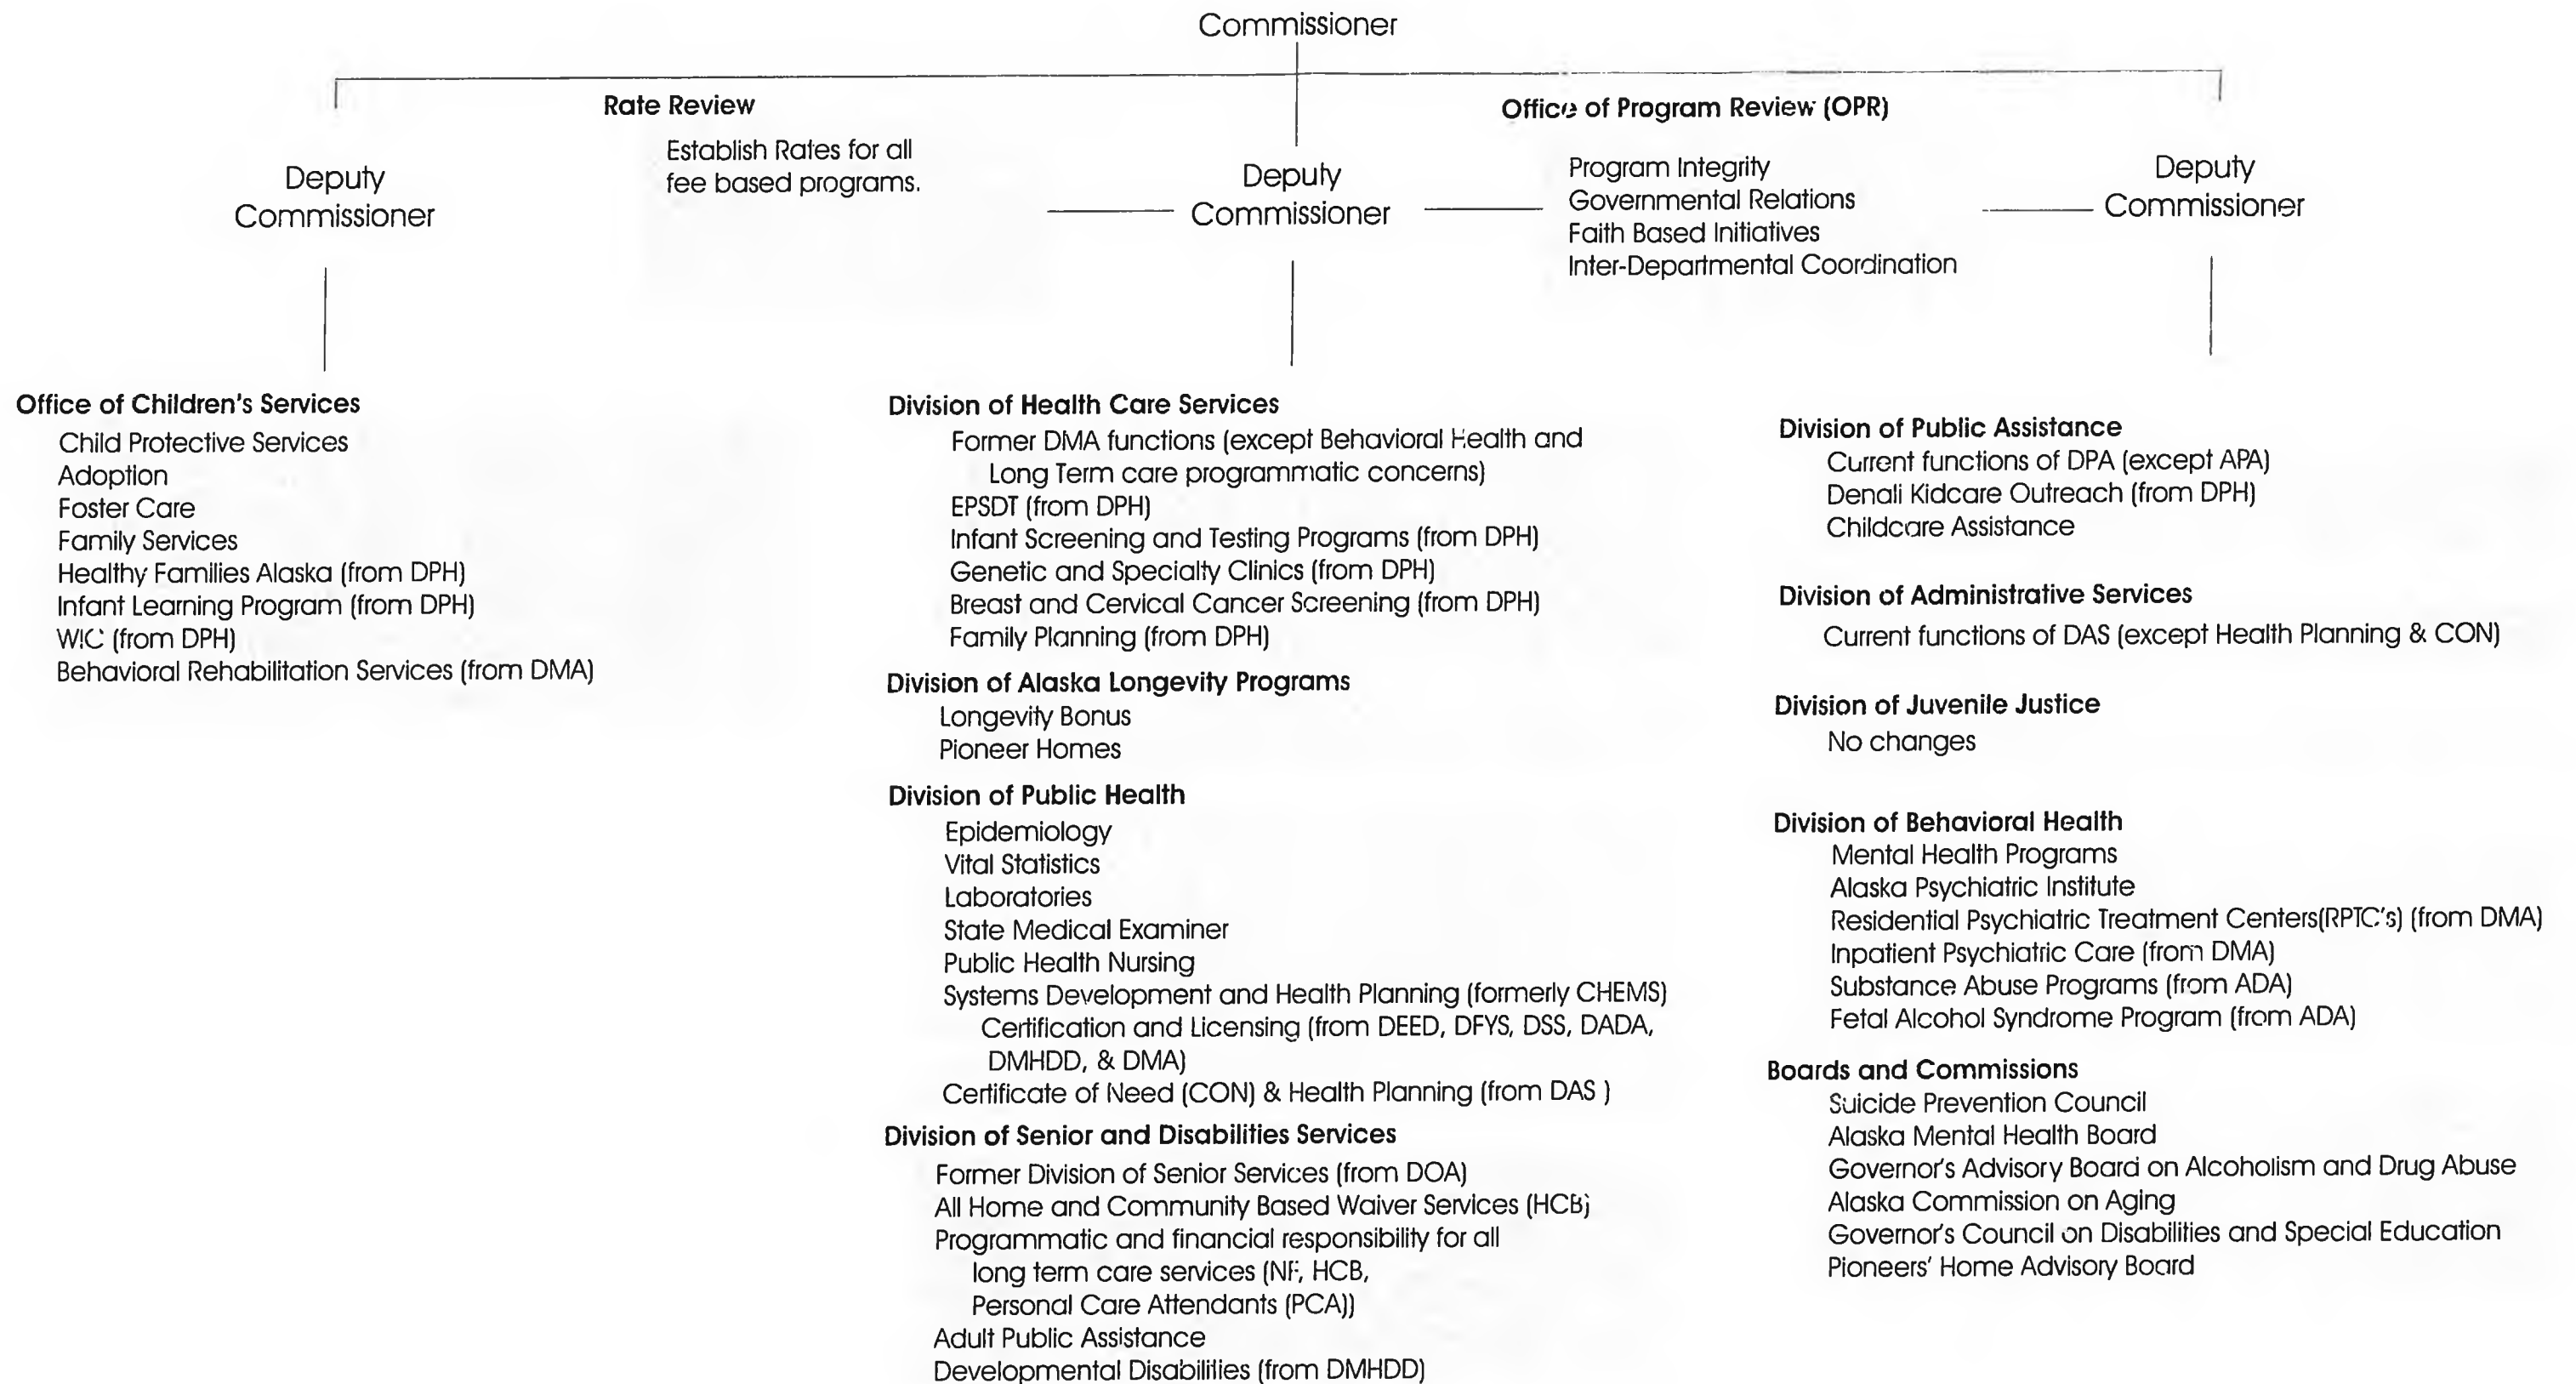 Commissioner
Rate Review
Establish Rates for all
fee based programs.
Office of Program Review (OPR)
Program Integrity
Governmental Relations
Faith Based Initiatives
Inter-Departmental Coordination
Deputy
Commissioner
Deputy
Commissioner
Deputy
Commissioner
Office of Children's Services
Child Protective Services
Adoption
Foster Care
Family Services
Healthy Families Alaska (from DPH)
Infant Learning Program (from DPH)
WIC (from DPH)
Behavioral Rehabilitation Services (from DMA)
Division of Health Care Services
Former DMA functions (except Behavioral Health and
Long Term care programmatic concerns)
EPSDT (from DPH)
Infant Screening and Testing Programs (from DPH)
Genetic and Specialty Clinics (from DPH)
Breast and Cervical Cancer Screening (from DPH)
Family Planning (from DPH)
Division of Alaska Longevity Programs
Longevity Bonus
Pioneer Homes
Division of Public Health
Epidemiology
Vital Statistics
Laboratories
State Medical Examiner
Public Health Nursing
Systems Development and Health Planning (formerly CHEMS)
Certification and Licensing (from DEED, DFYS, DSS, DADA,
DMHDD, & DMA)
Certificate of Need (CON) & Health Planning (from DAS )
Division of Senior and Disabilities Services
Former Division of Senior Services (from DOA)
All Home and Community Based Waiver Services (HCB)
Programmatic and financial responsibility for all
long term care services (NF, HCB,
Personal Care Attendants (PCA))
Adult Public Assistance
Developmental Disabilities (from DMHDD)
Division of Public Assistance
Current functions of DPA (except APA)
Denali Kidcare Outreach (from DPH)
Childcare Assistance
Division of Administrative Services
Current functions of DAS (except Health Planning & CON)
Division of Juvenile Justice
No changes
Division of Behavioral Health
Mental Health Programs
Alaska Psychiatric Institute
Residential Psychiatric Treatment Centers(RPTC's) (from DMA)
Inpatient Psychiatric Care (from DMA)
Substance Abuse Programs (from ADA)
Fetal Alcohol Syndrome Program (from ADA)
Boards and Commissions
Suicide Prevention Council
Alaska Mental Health Board
Governor's Advisory Board on Alcoholism and Drug Abuse
Alaska Commission on Aging
Governor's Council on Disabilities and Special Education
Pioneers' Home Advisory Board